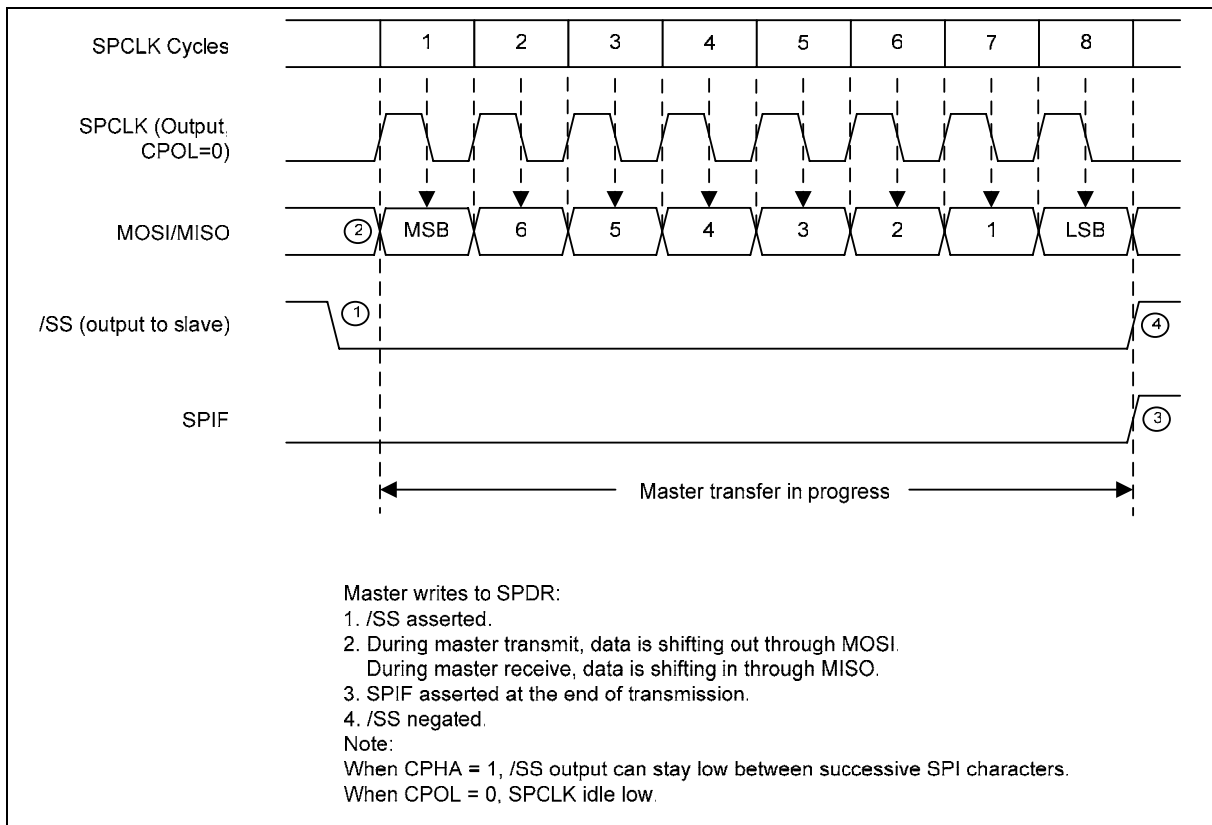 SPCLK Cycles
1 2 3 4 5 6 7 8
SPCLK (Output,
CPOL=0)
MOSI/MISO
2 MSB 6 5 4 3 2 1 LSB
/SS (output to slave)
1 4
SPIF
3
Master transfer in progress
Master writes to SPDR:
1. /SS asserted.
2. During master transmit, data is shifting out through MOSI.
During master receive, data is shifting in through MISO.
3. SPIF asserted at the end of transmission.
4. /SS negated.
Note:
When CPHA = 1, /SS output can stay low between successive SPI characters.
When CPOL = 0, SPCLK idle low.